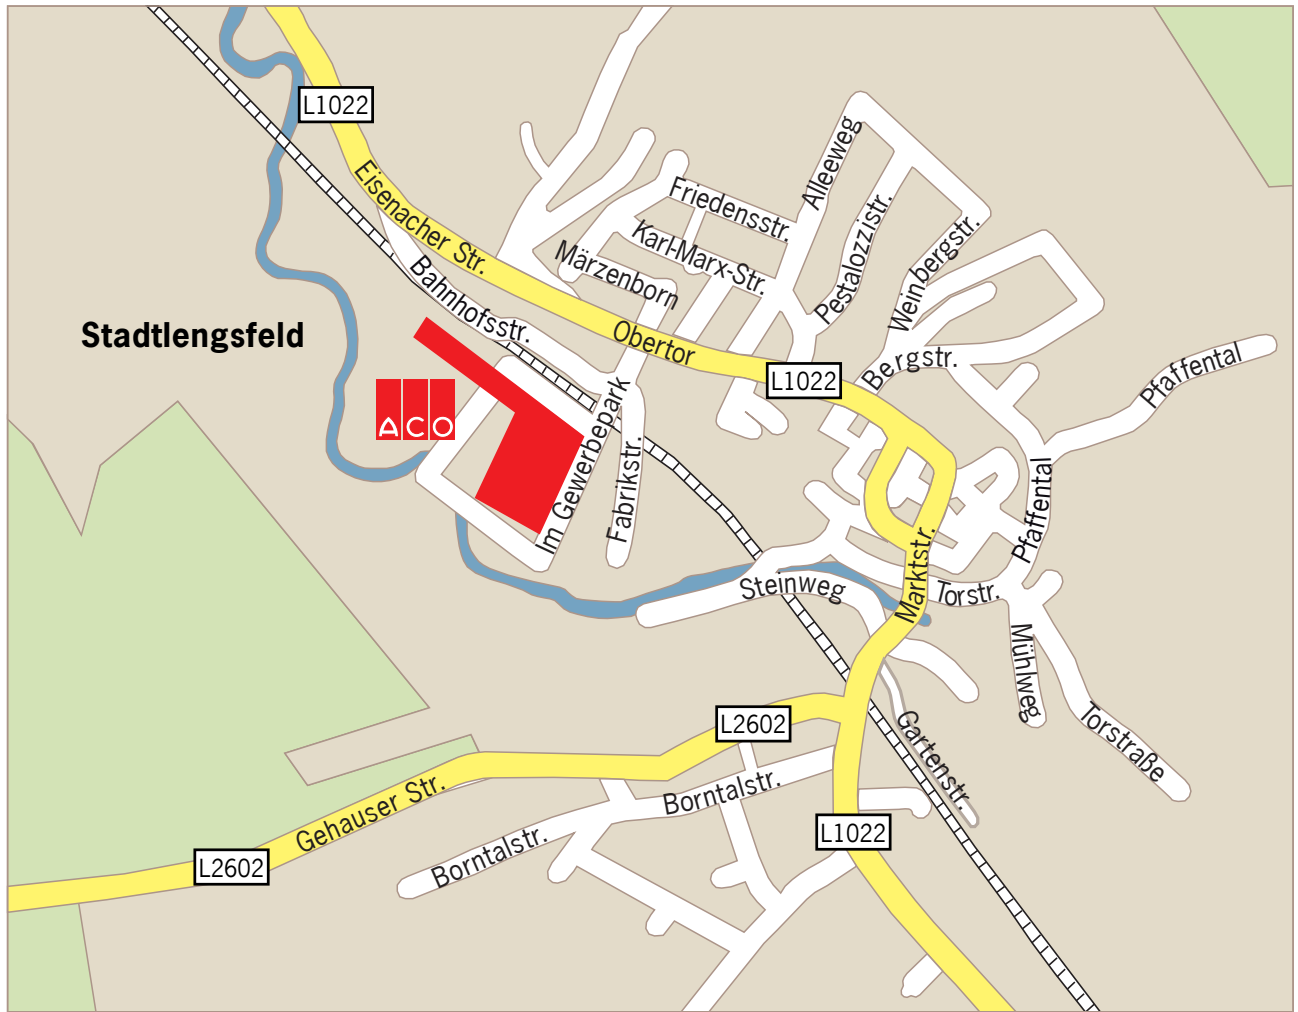 L1022
Eisenacher Str.
Alleeweg
Friedensstr.
Karl-Marx-Str.
Pestalozzistr.
Weinbergstr.
Märzenborn
Bahnhofsstr.
Stadtlengsfeld
Obertor
L1022
Bergstr.
Pfaffental
ACO
Im Gewerbepark
Fabrikstr.
Pfaffental
Steinweg
Marktstr.
Torstr.
Mühlweg
Torstraße
Gartenstr.
L2602
Borntalstr.
Gehauser Str.
L1022
Borntalstr.
L2602